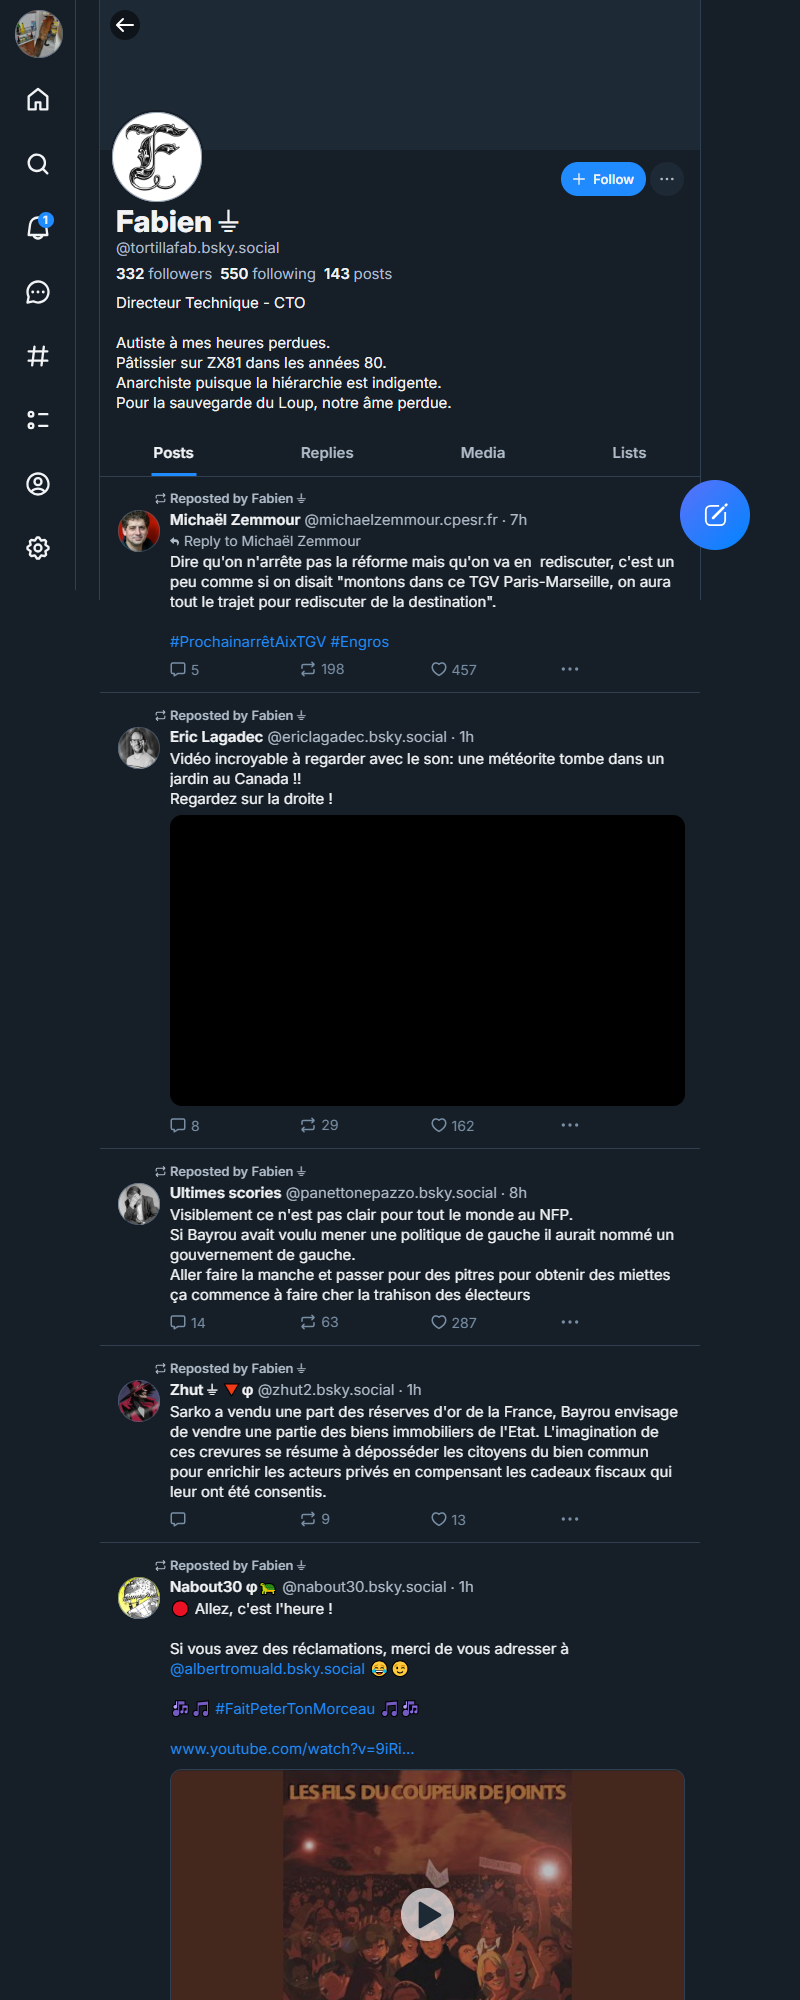 1
F
+ Follow
Fabien ⏚
@tortillafab.bsky.social
332 followers 550 following 143 posts
Directeur Technique - CTO
Autiste à mes heures perdues.
Pâtissier sur ZX81 dans les années 80.
Anarchiste puisque la hiérarchie est indigente.
Pour la sauvegarde du Loup, notre âme perdue.
Posts Replies Media Lists
Reposted by Fabien ⏚
Michaël Zemmour @michaelzemmour.cpesr.fr · 7h
Reply to Michaël Zemmour
Dire qu'on n'arrête pas la réforme mais qu'on va en rediscuter, c'est un
peu comme si on disait "montons dans ce TGV Paris-Marseille, on aura
tout le trajet pour rediscuter de la destination".
#ProchainarrêtAixTGV #Engros
5 198 457
Reposted by Fabien ⏚
Eric Lagadec @ericlagadec.bsky.social · 1h
Vidéo incroyable à regarder avec le son: une météorite tombe dans un
jardin au Canada !!
Regardez sur la droite !
8 29 162
Reposted by Fabien ⏚
Ultimes scories @panettonepazzo.bsky.social · 8h
Visiblement ce n'est pas clair pour tout le monde au NFP.
Si Bayrou avait voulu mener une politique de gauche il aurait nommé un
gouvernement de gauche.
Aller faire la manche et passer pour des pitres pour obtenir des miettes
ça commence à faire cher la trahison des électeurs
14 63 287
Reposted by Fabien ⏚
Zhut ⏚ 🔻 φ @zhut2.bsky.social · 1h
Sarko a vendu une part des réserves d'or de la France, Bayrou envisage
de vendre une partie des biens immobiliers de l'Etat. L'imagination de
ces crevures se résume à déposséder les citoyens du bien commun
pour enrichir les acteurs privés en compensant les cadeaux fiscaux qui
leur ont été consentis.
9 13
Reposted by Fabien ⏚
Nabout30 φ 🐢 @nabout30.bsky.social · 1h
🔴 Allez, c'est l'heure !
Si vous avez des réclamations, merci de vous adresser à
@albertromuald.bsky.social 😂 😉
🎶 🎵 #FaitPeterTonMorceau 🎵 🎶
www.youtube.com/watch?v=9iRi...
LES FILS DU COUPEUR DE JOINTS